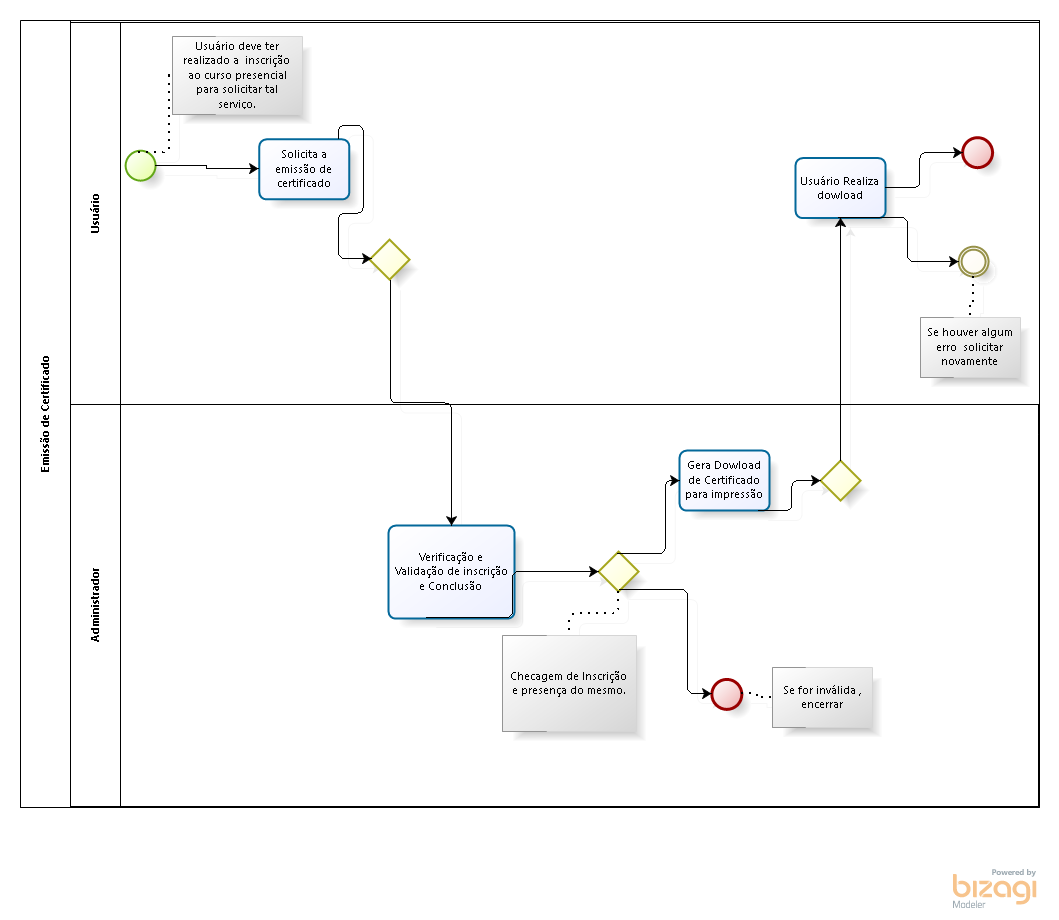 Emissão de Certificado
Usuário
Usuário deve ter
realizado a inscrição
ao curso presencial
para solicitar tal
serviço.
Solicita a
emissão de
certificado
Usuário Realiza
dowload
Se houver algum
erro solicitar
novamente
Administrador
Gera Dowload
de Certificado
para impressão
Verificação e
Validação de inscrição
e Conclusão
Checagem de Inscrição
e presença do mesmo.
Se for inválida ,
encerrar
Powered by
bizagi
Modeler